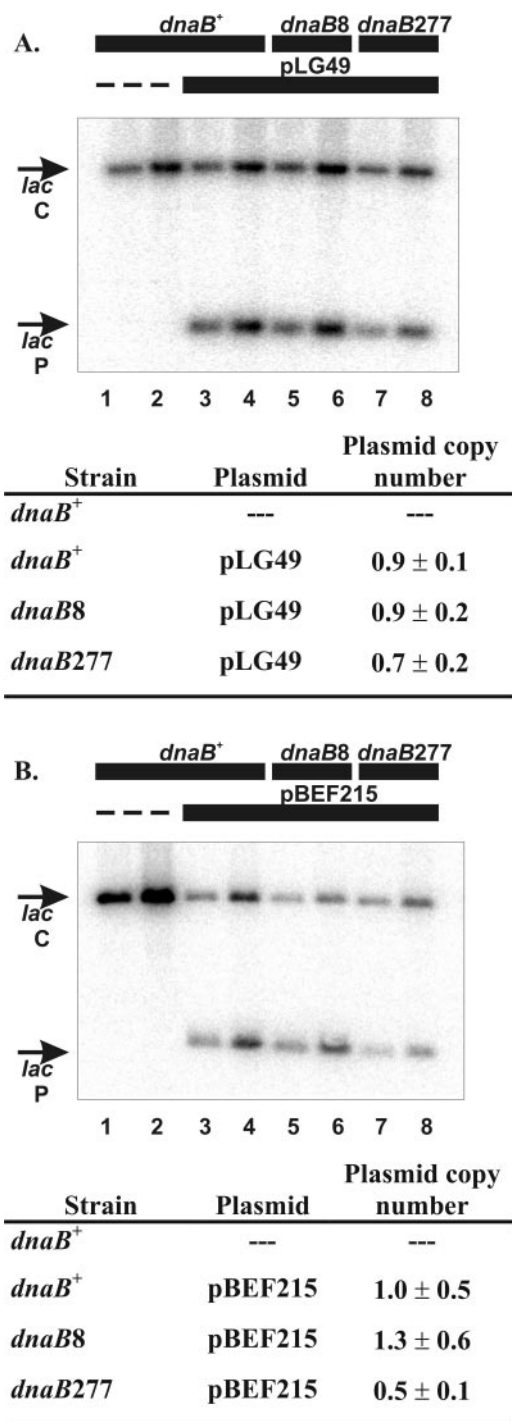 A.
dnaB+ dnaB8 dnaB277
pLG49
lac
C
lac
P
1 2 3 4 5 6 7 8
Strain Plasmid Plasmid copy number
dnaB+ --- ---
dnaB+ pLG49 0.9 ± 0.1
dnaB8 pLG49 0.9 ± 0.2
dnaB277 pLG49 0.7 ± 0.2
B.
dnaB+ dnaB8 dnaB277
pBEF215
lac
C
lac
P
1 2 3 4 5 6 7 8
Strain Plasmid Plasmid copy number
dnaB+ --- ---
dnaB+ pBEF215 1.0 ± 0.5
dnaB8 pBEF215 1.3 ± 0.6
dnaB277 pBEF215 0.5 ± 0.1